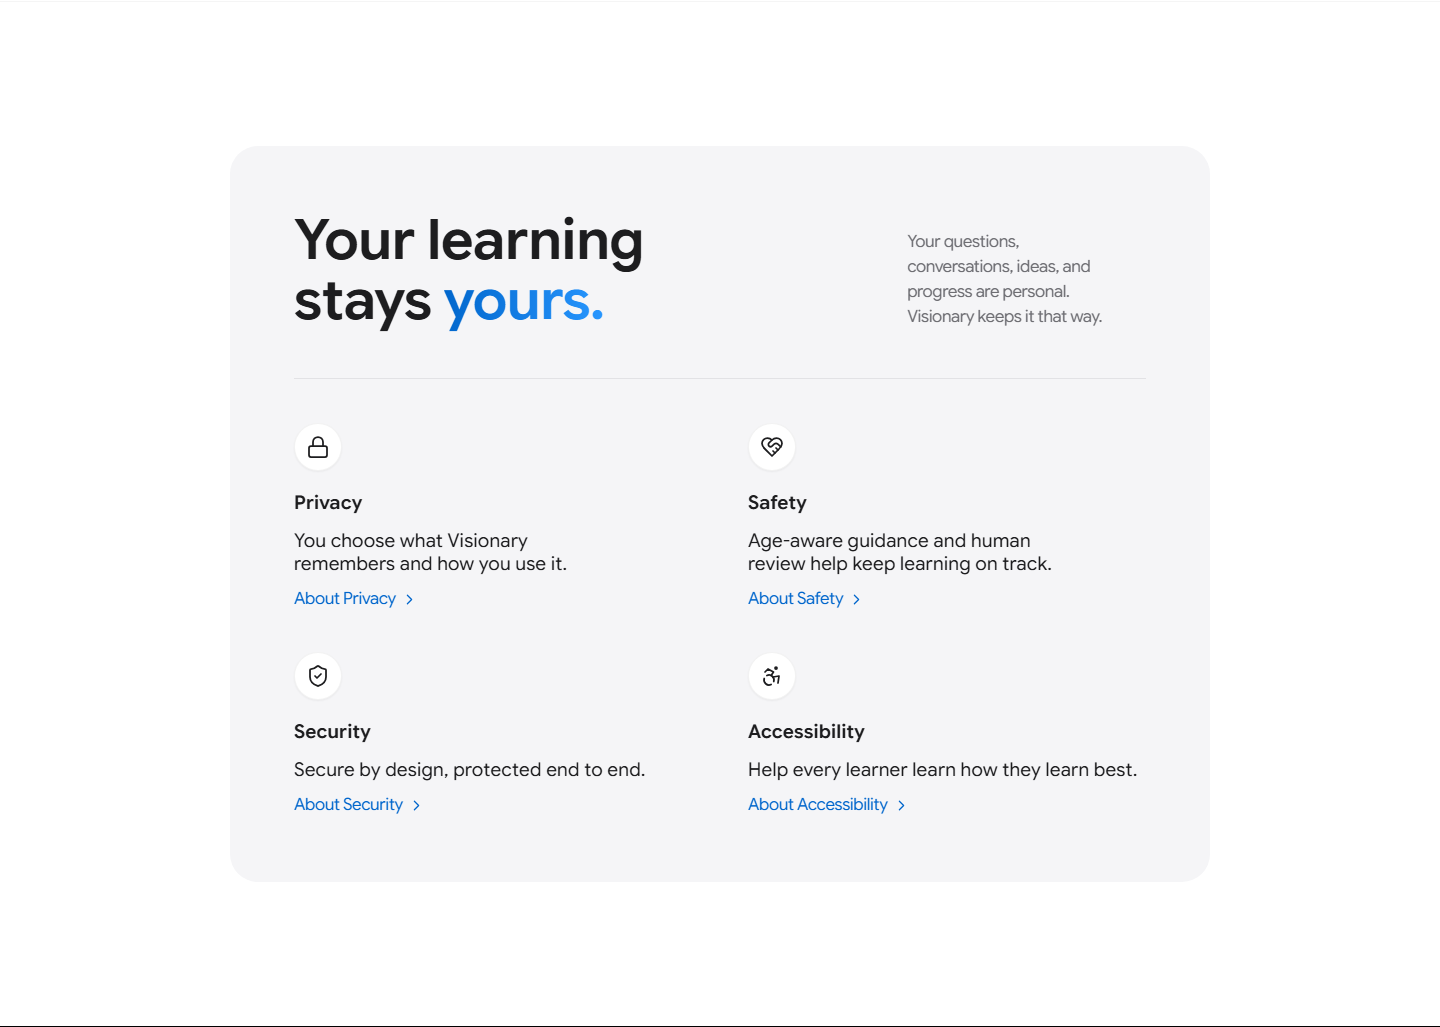 Your learning
stays yours.
Your questions,
conversations, ideas, and
progress are personal.
Visionary keeps it that way.
Privacy
You choose what Visionary
remembers and how you use it.
About Privacy
Safety
Age-aware guidance and human
review help keep learning on track.
About Safety
Security
Secure by design, protected end to end.
About Security
Accessibility
Help every learner learn how they learn best.
About Accessibility